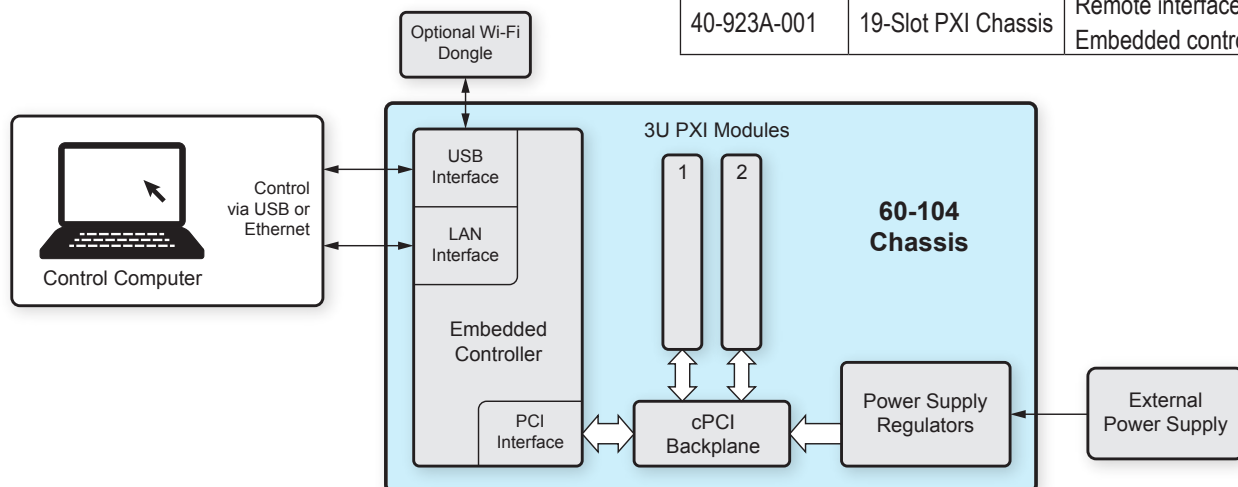 40-923A-001
19-Slot PXI Chassis
Remote interface
Embedded
Optional Wi-Fi
Dongle
3U PXI Modules
1
2
60-104
Chassis
USB
Interface
LAN
Interface
Control
via USB or
Ethernet
Control Computer
Embedded
Controller
PCI
Interface
cPCI
Backplane
Power Supply
Regulators
External
Power Supply